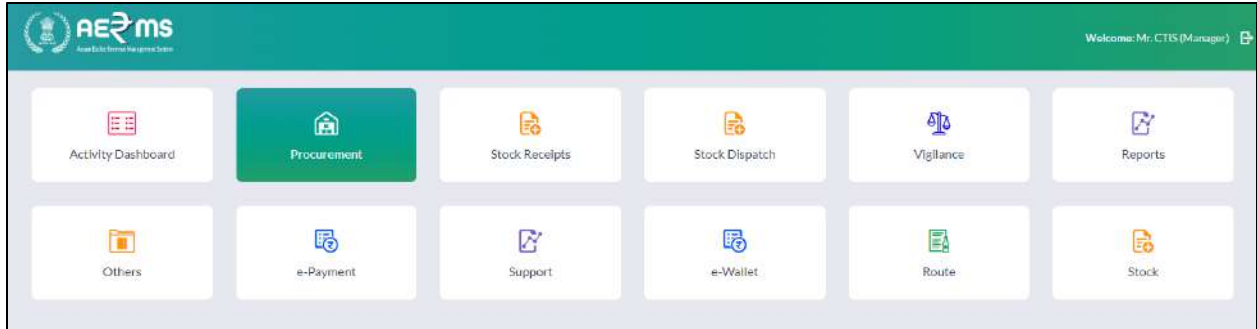 AERMS
Welcome: Mr. CTIS (Manager)
Activity Dashboard
Procurement
Stock Receipts
Stock Dispatch
Vigilance
Reports
Others
e-Payment
Support
e-Wallet
Route
Stock